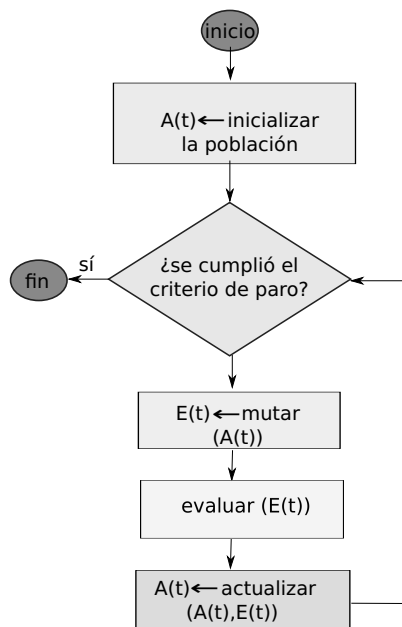 inicio
A(t)←inicializar
la población
¿se cumplió el
criterio de paro?
sí
fin
E(t)←mutar
(A(t))
evaluar (E(t))
A(t)←actualizar
(A(t),E(t))